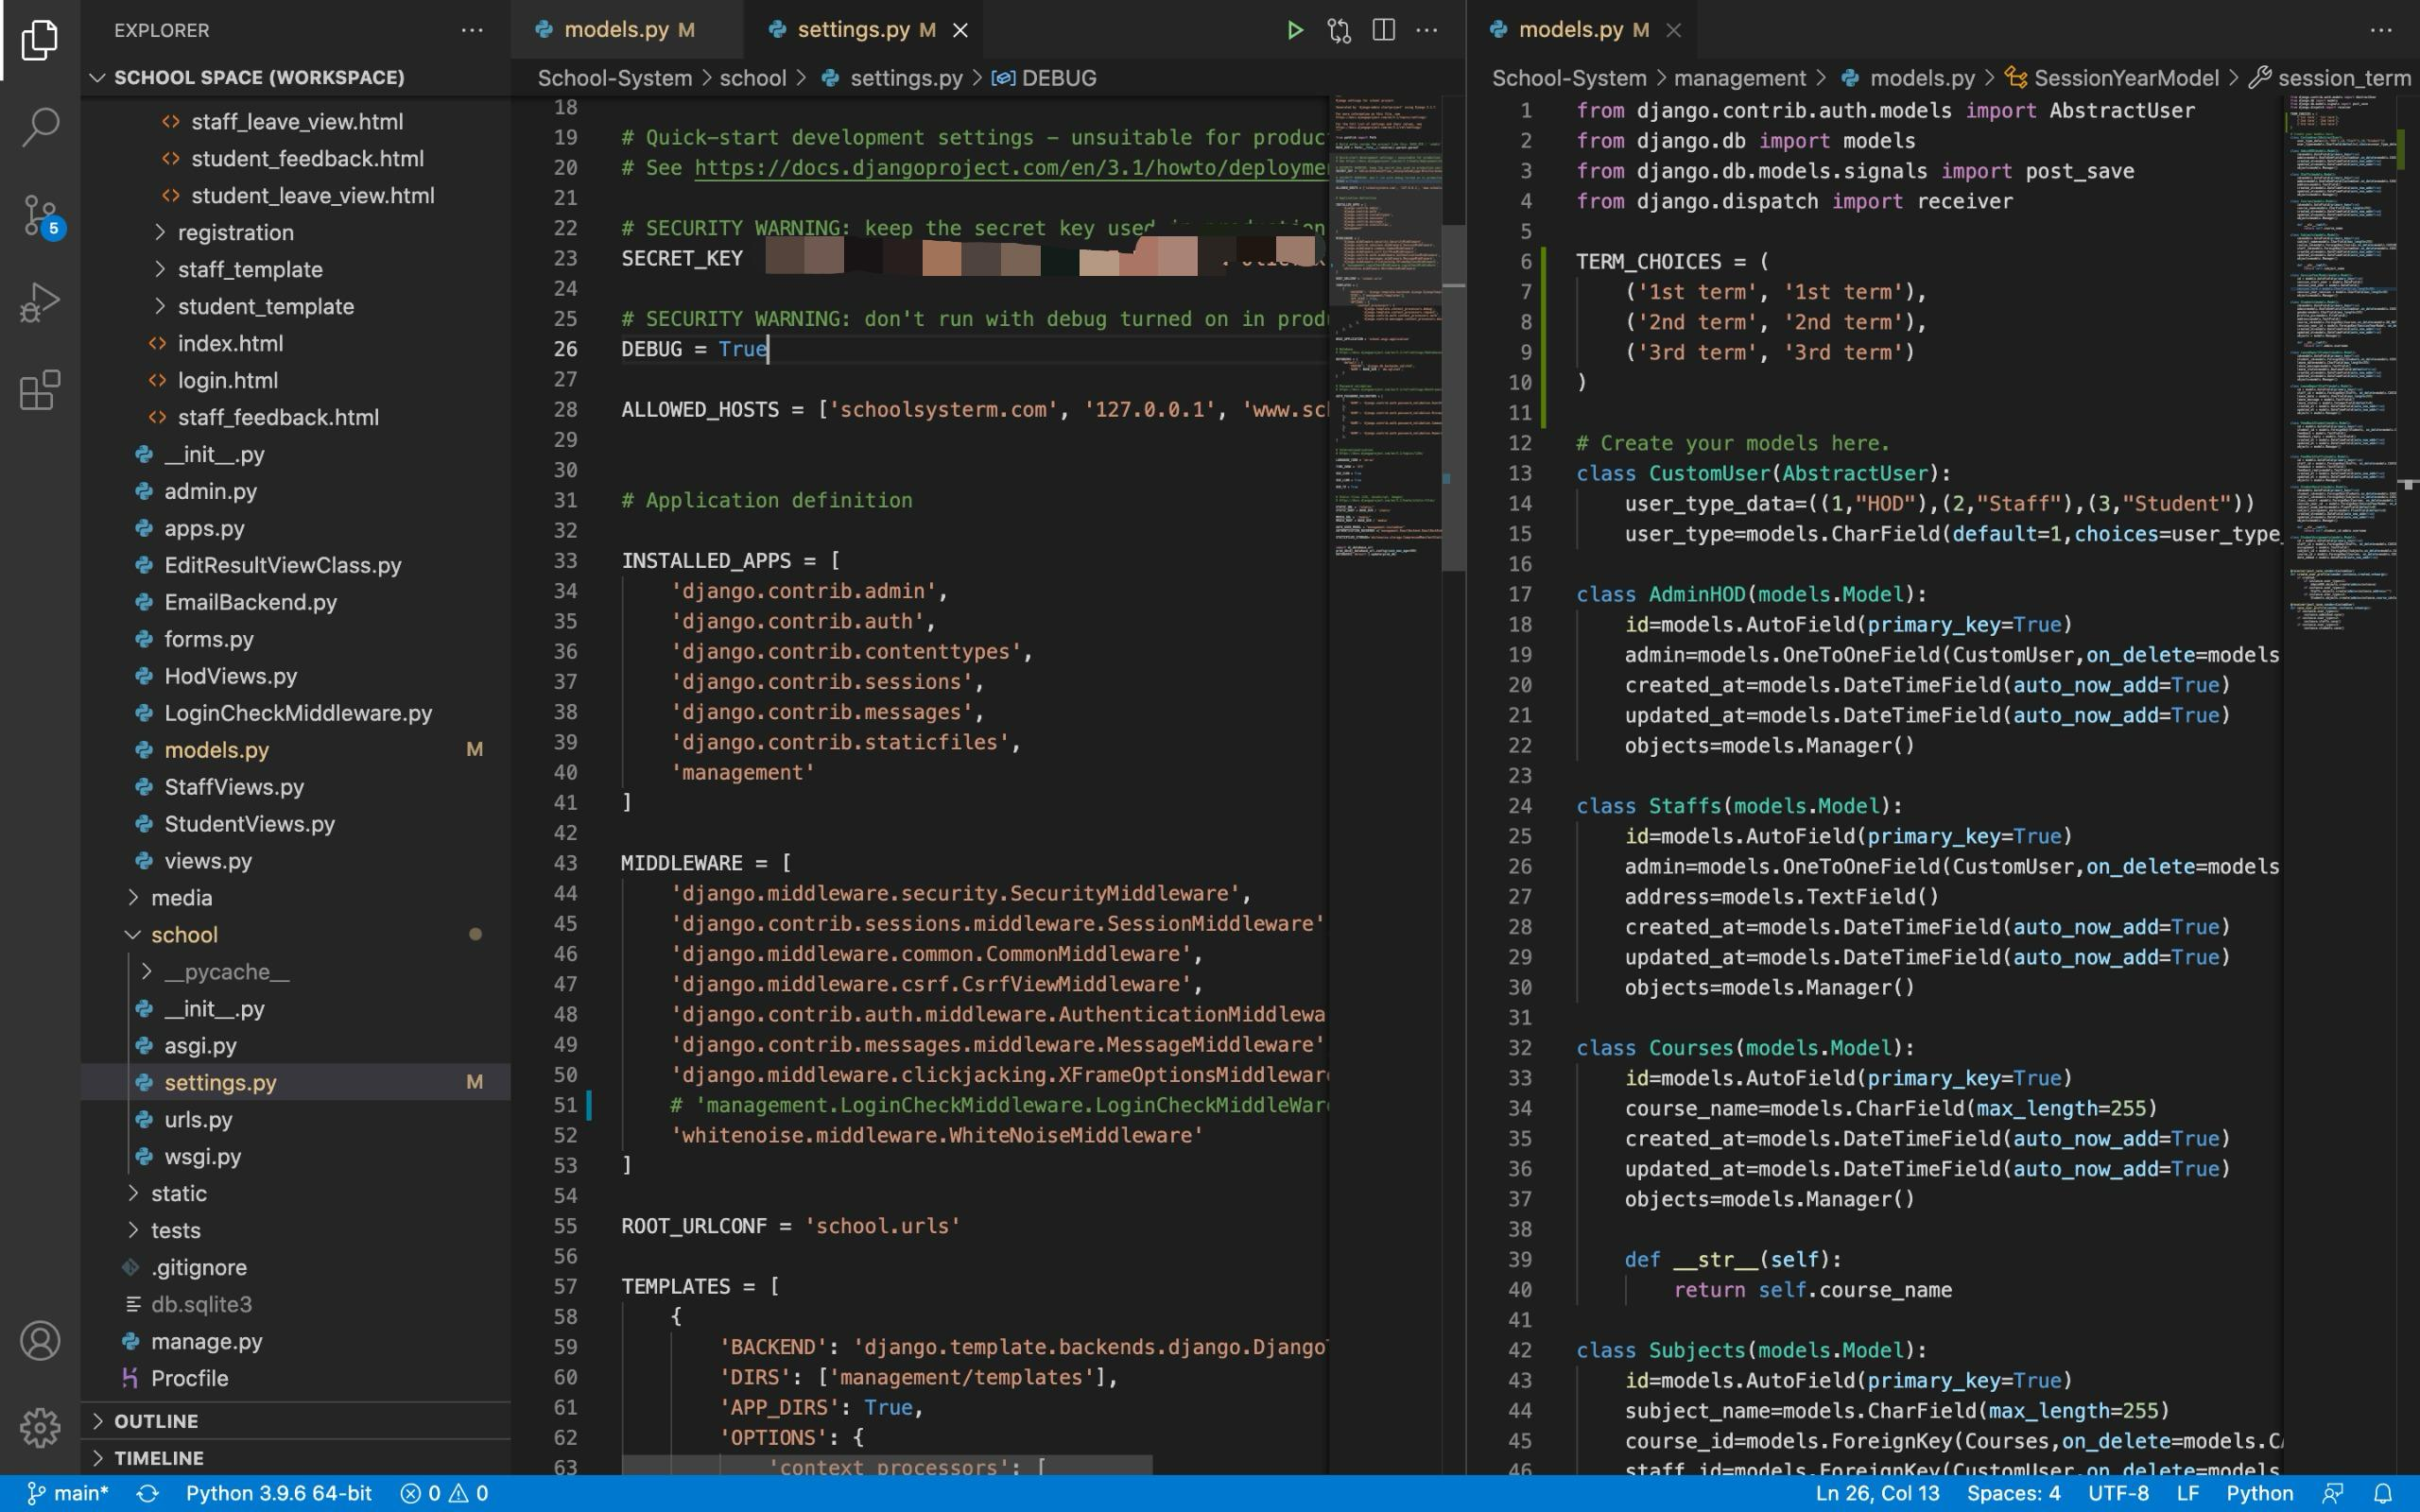 EXPLORER
SCHOOL SPACE (WORKSPACE)
staff_leave_view.html
student_feedback.html
student_leave_view.html
registration
staff_template
student_template
index.html
login.html
staff_feedback.html
__init__.py
admin.py
apps.py
EditResultViewClass.py
EmailBackend.py
forms.py
HodViews.py
LoginCheckMiddleware.py
models.py M
StaffViews.py
StudentViews.py
views.py
media
school
__pycache__
__init__.py
asgi.py
settings.py M
urls.py
wsgi.py
static
tests
.gitignore
db.sqlite3
manage.py
Procfile
OUTLINE
TIMELINE
5
models.py M settings.py M
School-System > school > settings.py > DEBUG
18
19 # Quick-start development settings - unsuitable for produc
20 # See https://docs.djangoproject.com/en/3.1/howto/deployme
21
22 # SECURITY WARNING: keep the secret key used
23 SECRET_KEY
24
25 # SECURITY WARNING: don't run with debug turned on in prod
26 DEBUG = True
27
28 ALLOWED_HOSTS = ['schoolsysterm.com', '127.0.0.1', 'www.sc
29
30
31 # Application definition
32
33 INSTALLED_APPS = [
34 'django.contrib.admin',
35 'django.contrib.auth',
36 'django.contrib.contenttypes',
37 'django.contrib.sessions',
38 'django.contrib.messages',
39 'django.contrib.staticfiles',
40 'management'
41 ]
42
43 MIDDLEWARE = [
44 'django.middleware.security.SecurityMiddleware',
45 'django.contrib.sessions.middleware.SessionMiddleware'
46 'django.middleware.common.CommonMiddleware',
47 'django.middleware.csrf.CsrfViewMiddleware',
48 'django.contrib.auth.middleware.AuthenticationMiddlewa
49 'django.contrib.messages.middleware.MessageMiddleware'
50 'django.middleware.clickjacking.XFrameOptionsMiddlewar
51 # 'management.LoginCheckMiddleware.LoginCheckMiddleWar
52 'whitenoise.middleware.WhiteNoiseMiddleware'
53 ]
54
55 ROOT_URLCONF = 'school.urls'
56
57 TEMPLATES = [
58 {
59 'BACKEND': 'django.template.backends.django.Django
60 'DIRS': ['management/templates'],
61 'APP_DIRS': True,
62 'OPTIONS': {
63 'context_processors': [
models.py M
School-System > management > models.py > SessionYearModel > session_term
1 from django.contrib.auth.models import AbstractUser
2 from django.db import models
3 from django.db.models.signals import post_save
4 from django.dispatch import receiver
5
6 TERM_CHOICES = (
7 ('1st term', '1st term'),
8 ('2nd term', '2nd term'),
9 ('3rd term', '3rd term')
10 )
11
12 # Create your models here.
13 class CustomUser(AbstractUser):
14 user_type_data=((1,"HOD"),(2,"Staff"),(3,"Student"))
15 user_type=models.CharField(default=1,choices=user_type_
16
17 class AdminHOD(models.Model):
18 id=models.AutoField(primary_key=True)
19 admin=models.OneToOneField(CustomUser,on_delete=models
20 created_at=models.DateTimeField(auto_now_add=True)
21 updated_at=models.DateTimeField(auto_now_add=True)
22 objects=models.Manager()
23
24 class Staffs(models.Model):
25 id=models.AutoField(primary_key=True)
26 admin=models.OneToOneField(CustomUser,on_delete=models
27 address=models.TextField()
28 created_at=models.DateTimeField(auto_now_add=True)
29 updated_at=models.DateTimeField(auto_now_add=True)
30 objects=models.Manager()
31
32 class Courses(models.Model):
33 id=models.AutoField(primary_key=True)
34 course_name=models.CharField(max_length=255)
35 created_at=models.DateTimeField(auto_now_add=True)
36 updated_at=models.DateTimeField(auto_now_add=True)
37 objects=models.Manager()
38
39 def __str__(self):
40 return self.course_name
41
42 class Subjects(models.Model):
43 id=models.AutoField(primary_key=True)
44 subject_name=models.CharField(max_length=255)
45 course_id=models.ForeignKey(Courses,on_delete=models.C
46 staff_id=models.ForeignKey(CustomUser,on_delete=models
main* Python 3.9.6 64-bit 0 0 Ln 26, Col 13 Spaces: 4 UTF-8 LF Python